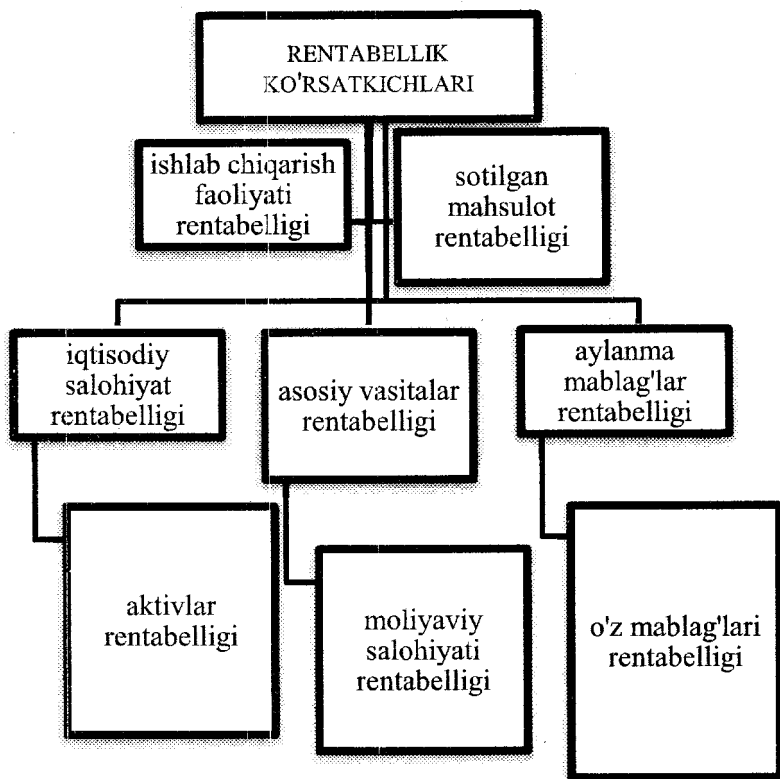 RENTABELLIK
KO'RSATKICHLARI
ishlab chiqarish
faoliyati
rentabelligi
sotilgan
mahsulot
rentabelligi
iqtisodiy
salohiyat
rentabelligi
asosiy vasitalar
rentabelligi
aylanma
mablag'lar
rentabelligi
aktivlar
rentabelligi
moliyaviy
salohiyati
rentabelligi
o'z mablag'lari
rentabelligi